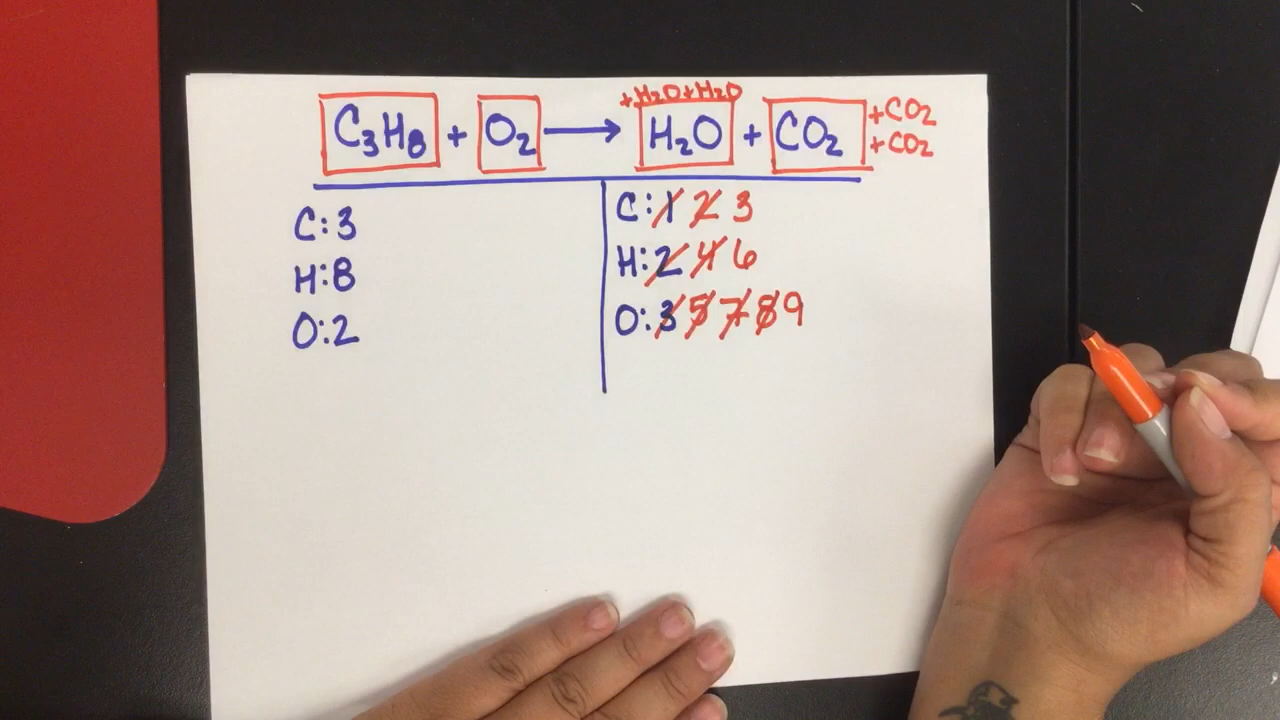 +H₂O+H₂O
C₃H₈ + O₂ → H₂O + CO₂ +CO₂
+CO₂
C:3
H:8
O:2
C:1 2 3
H:2 4 6
O:3 5 7 8 9